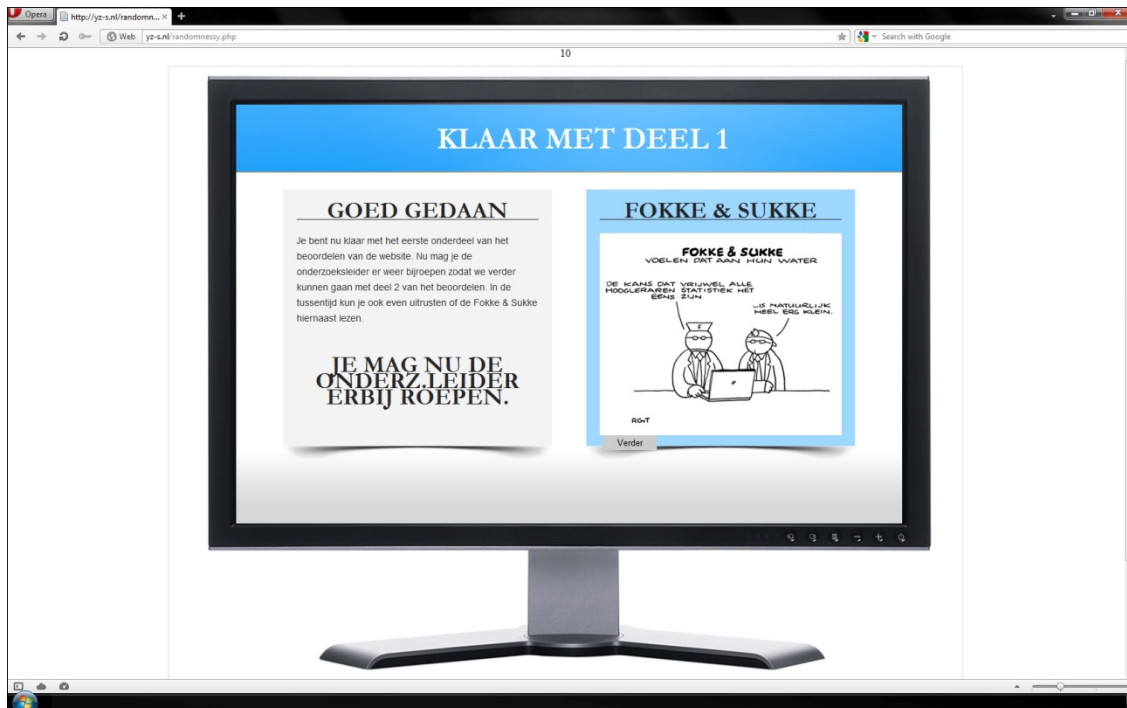 Opera
http://yz-s.nl/randomn...
Web
yz-s.nl/randomnessy.php
Search with Google
10
KLAAR MET DEEL 1
GOED GEDAAN
Je bent nu klaar met het eerste onderdeel van het
beoordelen van de website. Nu mag je de
onderzoeksleider er weer bijroepen zodat we verder
kunnen gaan met deel 2 van het beoordelen. In de
tussentijd kun je ook even uitrusten of de Fokke & Sukke
hiernaast lezen.
JE MAG NU DE
ONDERZ.LEIDER
ERBIJ ROEPEN.
FOKKE & SUKKE
FOKKE & SUKKE
VOELEN DAT AAN HUN WATER
DE KANS DAT VRIJWEL ALLE
HOOGLERAREN STATISTIEK HET
EENS ZIJN
...IS NATUURLIJK
HEEL ERG KLEIN.
F
RGvT
Verder